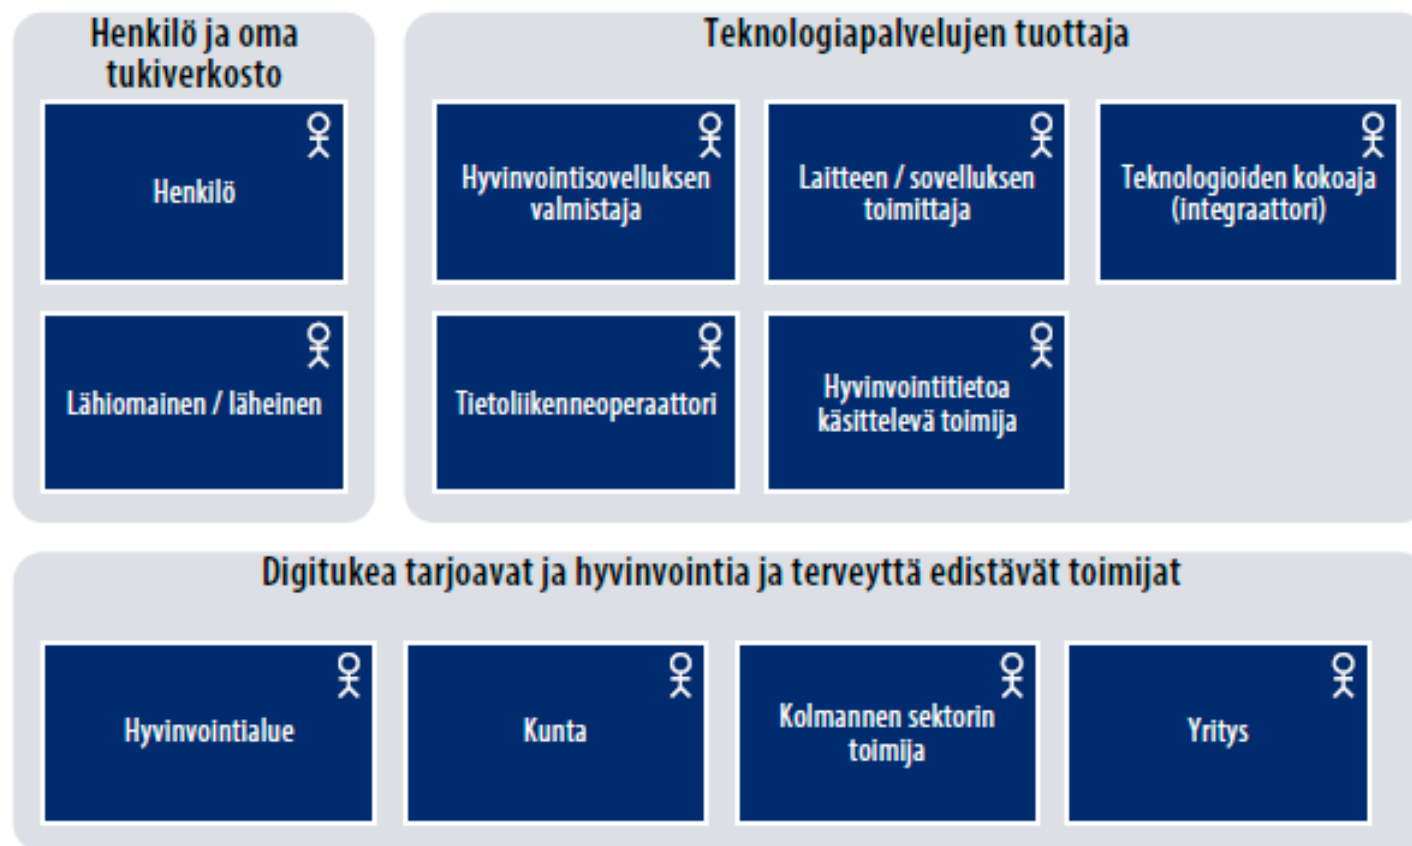 Henkilö ja oma
tukiverkosto
Henkilö
Lähiomainen / läheinen
Teknologiapalvelujen tuottaja
Hyvinvointisovelluksen
valmistaja
Laitteen / sovelluksen
toimittaja
Teknologioiden kokoaja
(integraattori)
Tietoliikenneoperaattori
Hyvinvointitietoa
käsittelevä toimija
Digitukea tarjoavat ja hyvinvointia ja terveyttä edistävät toimijat
Hyvinvointialue
Kunta
Kolmannen sektorin
toimija
Yritys